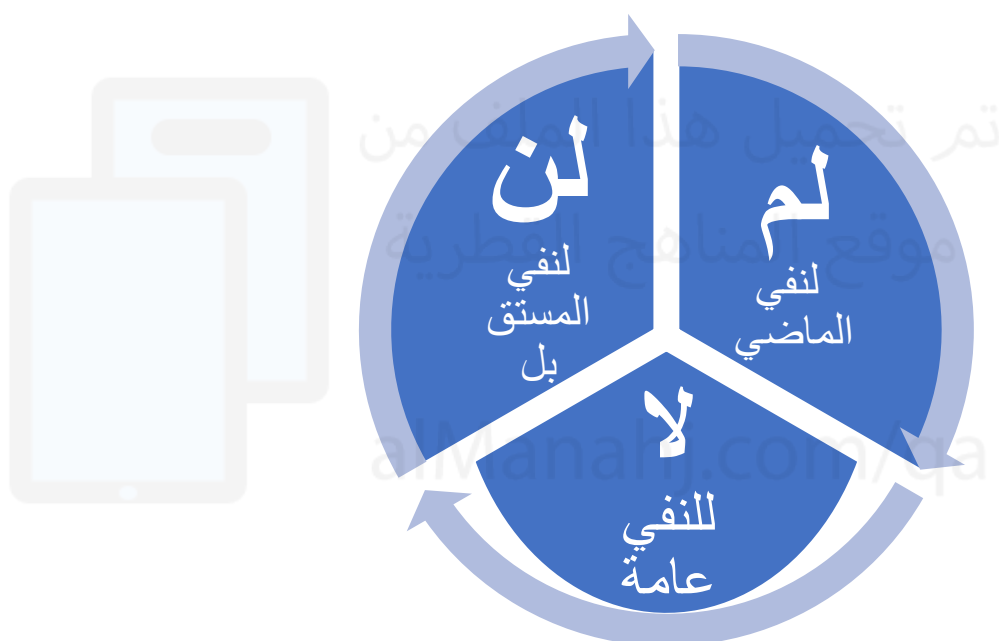 لم
لنفي
الماضي
لن
لنفي
المستق
بل
لا
للنفي
عامة
تم تحميل هذا الملف من
موقع المناهج القطرية
alManahj.com/qa